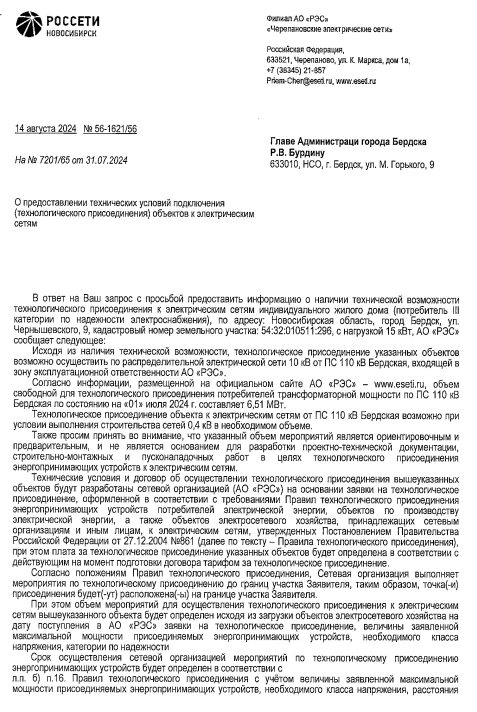 РОССЕТИ
НОВОСИБИРСК
Филиал АО «РЭС»
«Черепановские электрические сети»
Российская Федерация,
633521, Черепаново, ул. К. Маркса, дом 1а,
+7 (38345) 21-857
Priem-Cher@eseti.ru, www.eseti.ru
14 августа 2024 № 56-1621/56
На № 7201/65 от 31.07.2024
Главе Администраци города Бердска
Р.В. Бурдину
633010, НСО, г. Бердск, ул. М. Горького, 9
О предоставлении технических условий подключения
(технологического присоединения) объектов к электрическим
сетям
В ответ на Ваш запрос с просьбой предоставить информацию о наличии технической возможности
технологического присоединения к электрическим сетям индивидуального жилого дома (потребитель III
категории по надежности электроснабжения), по адресу: Новосибирская область, город Бердск, ул.
Чернышевского, 9, кадастровый номер земельного участка: 54:32:010511:296, с нагрузкой 15 кВт, АО «РЭС»
сообщает следующее:
Исходя из наличия технической возможности, технологическое присоединение указанных объектов
возможно осуществить по распределительной электрической сети 10 кВ от ПС 110 кВ Бердская, входящей в
зону эксплуатационной ответственности АО «РЭС».
Согласно информации, размещенной на официальном сайте АО «РЭС» – www.eseti.ru, объем
свободной для технологического присоединения потребителей трансформаторной мощности по ПС 110 кВ
Бердская по состоянию на «01» июля 2024 г. составляет 6,51 МВт.
Технологическое присоединение объекта к электрическим сетям от ПС 110 кВ Бердская возможно при
условии выполнения строительства сетей 0,4 кВ в необходимом объеме.
Также просим принять во внимание, что указанный объем мероприятий является ориентировочным и
предварительным, и не является основанием для разработки проектно-технической документации,
строительно-монтажных и пусконаладочных работ в целях технологического присоединения
энергопринимающих устройств к электрическим сетям.
Технические условия и договор об осуществлении технологического присоединения вышеуказанных
объектов будут разработаны сетевой организацией (АО «РЭС») на основании заявки на технологическое
присоединение, оформленной в соответствии с требованиями Правил технологического присоединения
энергопринимающих устройств потребителей электрической энергии, объектов по производству
электрической энергии, а также объектов электросетевого хозяйства, принадлежащих сетевым
организациям и иным лицам, к электрическим сетям, утвержденных Постановлением Правительства
Российской Федерации от 27.12.2004 №861 (далее по тексту – Правила технологического присоединения),
при этом плата за технологическое присоединение указанных объектов будет определена в соответствии с
действующим на момент подготовки договора тарифом за технологическое присоединение.
Согласно положениям Правил технологического присоединения, Сетевая организация выполняет
мероприятия по технологическому присоединению до границ участка Заявителя, таким образом, точка(-и)
присоединения будет(-ут) расположена(-ы) на границе участка Заявителя.
При этом объем мероприятий для осуществления технологического присоединения к электрическим
сетям вышеуказанного объекта будет определен исходя из загрузки объектов электросетевого хозяйства на
дату поступления в АО «РЭС» заявки на технологическое присоединение, величины заявленной
максимальной мощности присоединяемых энергопринимающих устройств, необходимого класса
напряжения, категории по надежности
Срок осуществления сетевой организацией мероприятий по технологическому присоединению
энергопринимающих устройств будет определен в соответствии с
п.п. б) п.16. Правил технологического присоединения с учётом величины заявленной максимальной
мощности присоединяемых энергопринимающих устройств, необходимого класса напряжения, расстояния